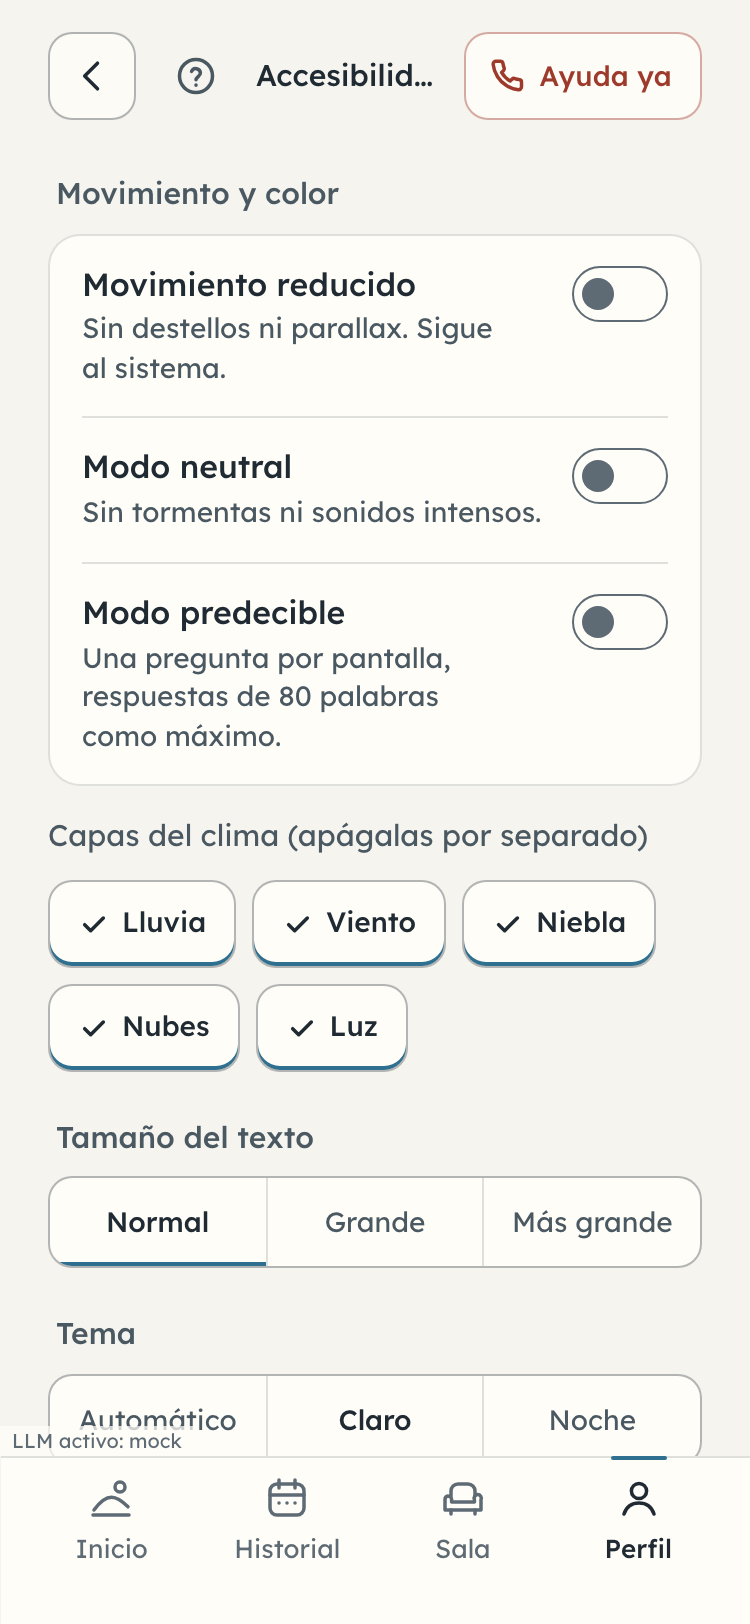 Accesibilid...
Ayuda ya
Movimiento y color
Movimiento reducido
Sin destellos ni parallax. Sigue
al sistema.
Modo neutral
Sin tormentas ni sonidos intensos.
Modo predecible
Una pregunta por pantalla,
respuestas de 80 palabras
como máximo.
Capas del clima (apágalas por separado)
Lluvia
Viento
Niebla
Nubes
Luz
Tamaño del texto
Normal
Grande
Más grande
Tema
Automático
Claro
Noche
LLM activo: mock
Inicio
Historial
Sala
Perfil